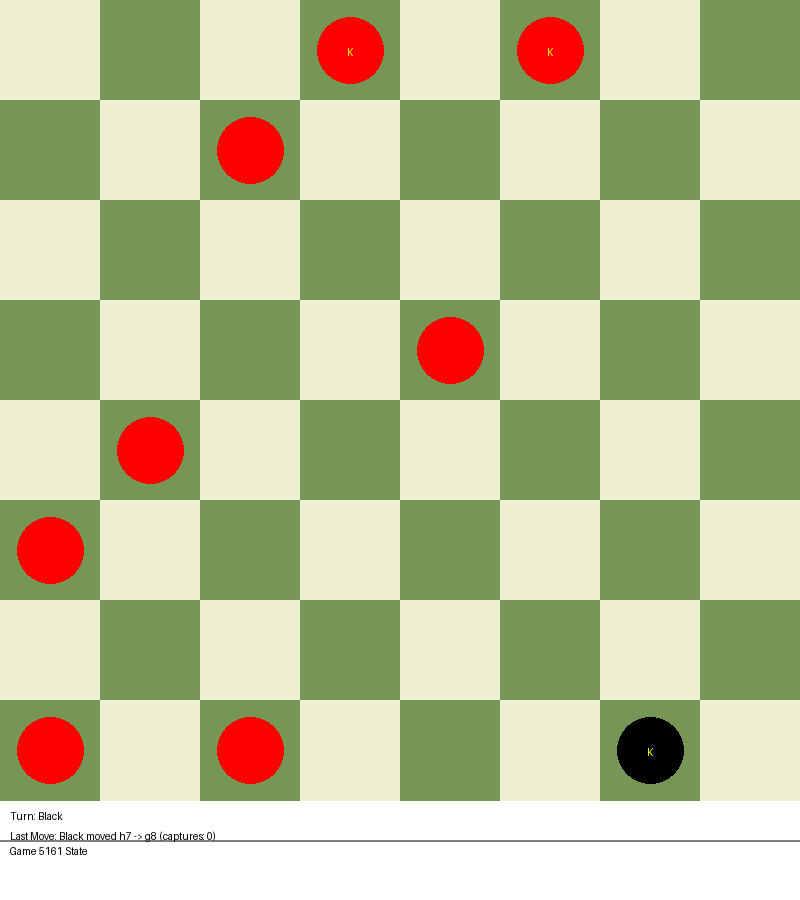 K K
K
Turn: Black
Last Move: Black moved h7 -> g8 (captures: 0)
Game 5161 State